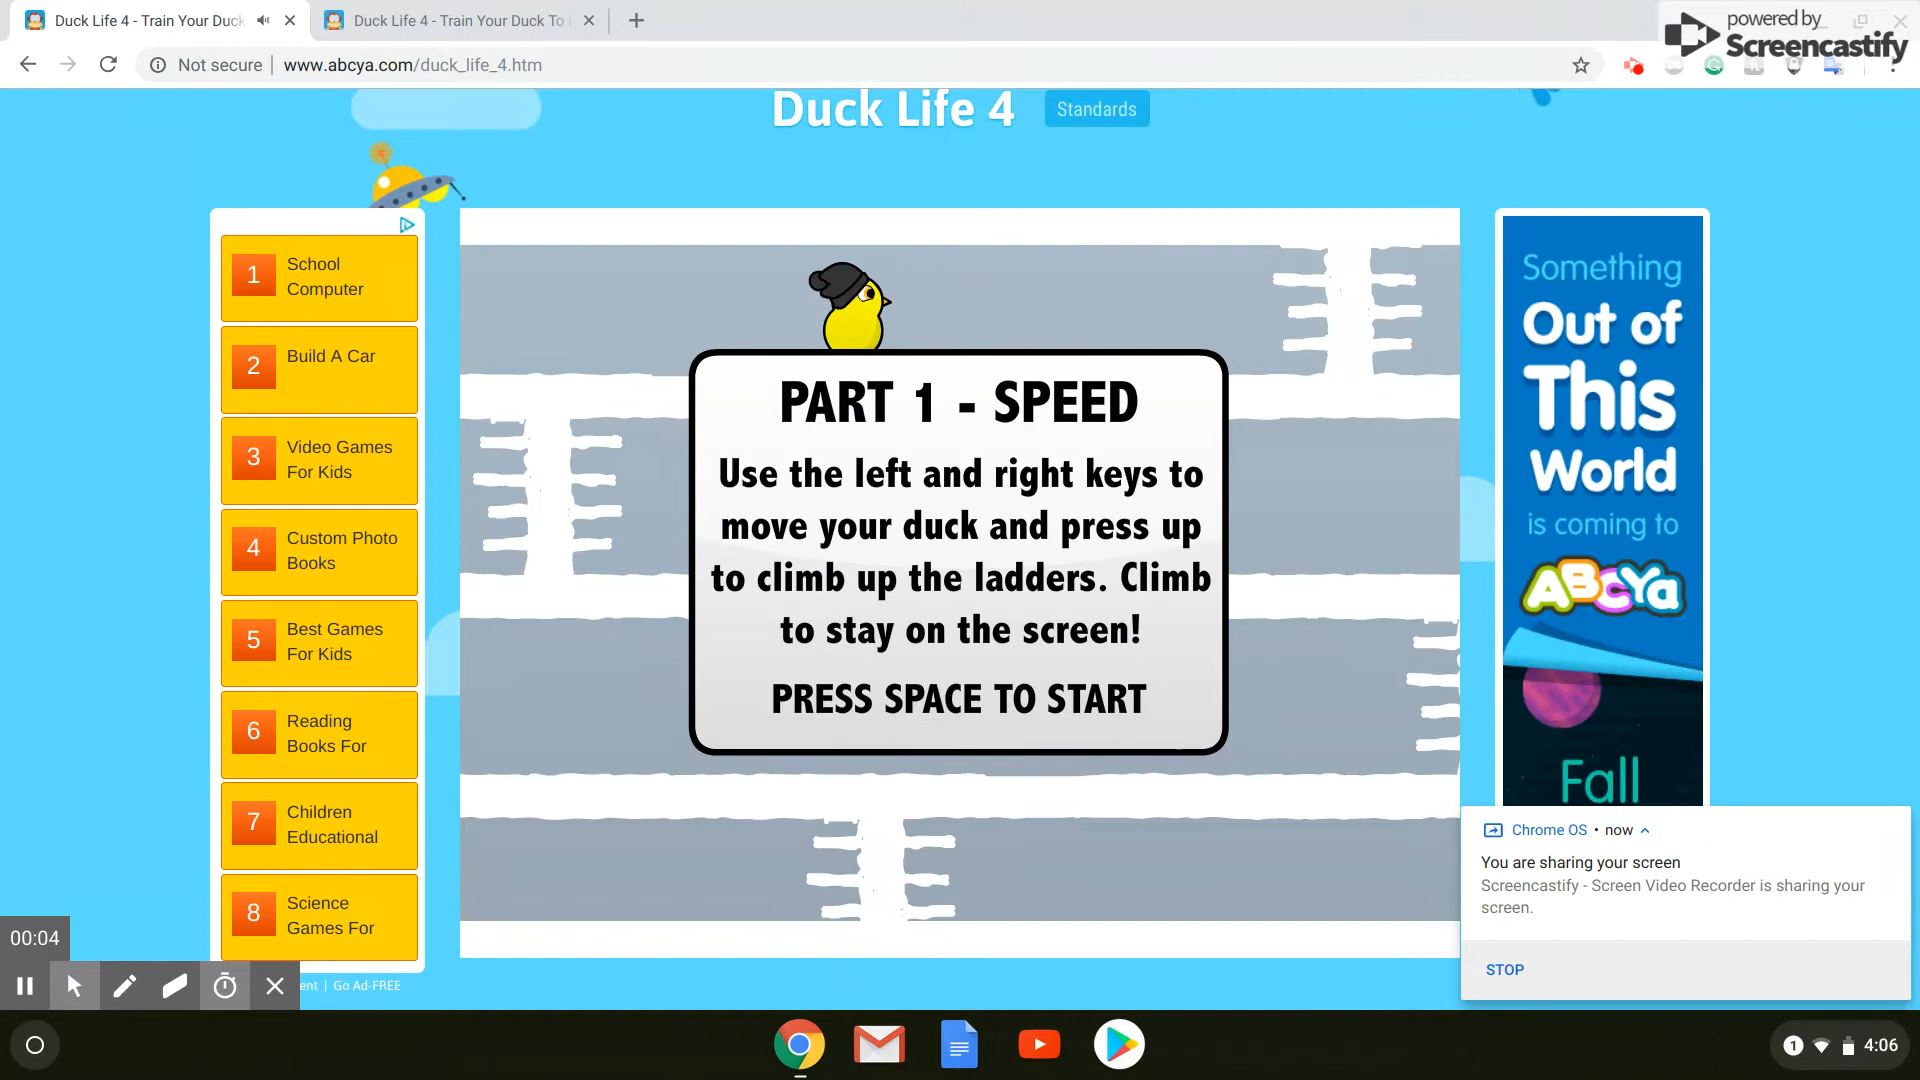 Duck Life 4 - Train Your Duck
Duck Life 4 - Train Your Duck To
powered by
Screencastify
Not secure
www.abcya.com/duck_life_4.htm
Duck Life 4
Standards
1
School
Computer
2
Build A Car
3
Video Games
For Kids
4
Custom Photo
Books
5
Best Games
For Kids
6
Reading
Books For
7
Children
Educational
8
Science
Games For
ent | Go Ad-FREE
PART 1 - SPEED
Use the left and right keys to
move your duck and press up
to climb up the ladders. Climb
to stay on the screen!
PRESS SPACE TO START
Something
Out of
This
World
is coming to
ABCYa
Fall
Chrome OS • now
You are sharing your screen
Screencastify - Screen Video Recorder is sharing your
screen.
STOP
00:04
1
4:06